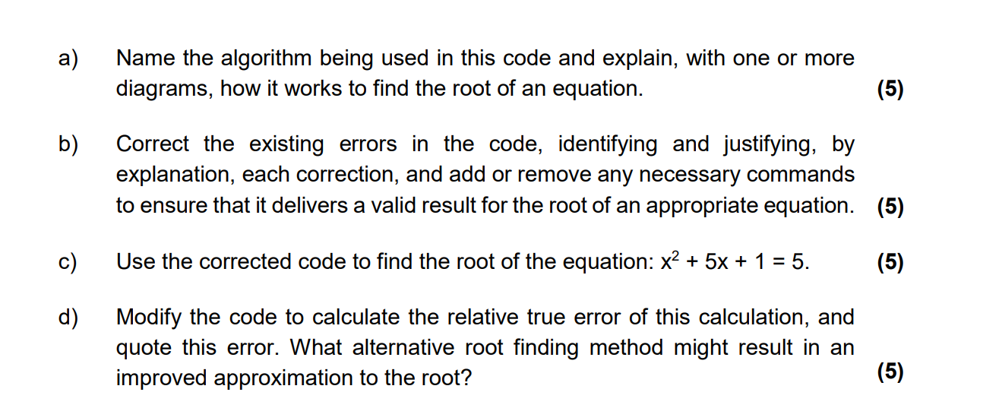 a) Name the algorithm being used in this code and explain, with one or more
diagrams, how it works to find the root of an equation. (5)
b) Correct the existing errors in the code, identifying and justifying, by
explanation, each correction, and add or remove any necessary commands
to ensure that it delivers a valid result for the root of an appropriate equation. (5)
c) Use the corrected code to find the root of the equation: x² + 5x + 1 = 5. (5)
d) Modify the code to calculate the relative true error of this calculation, and
quote this error. What alternative root finding method might result in an
improved approximation to the root? (5)